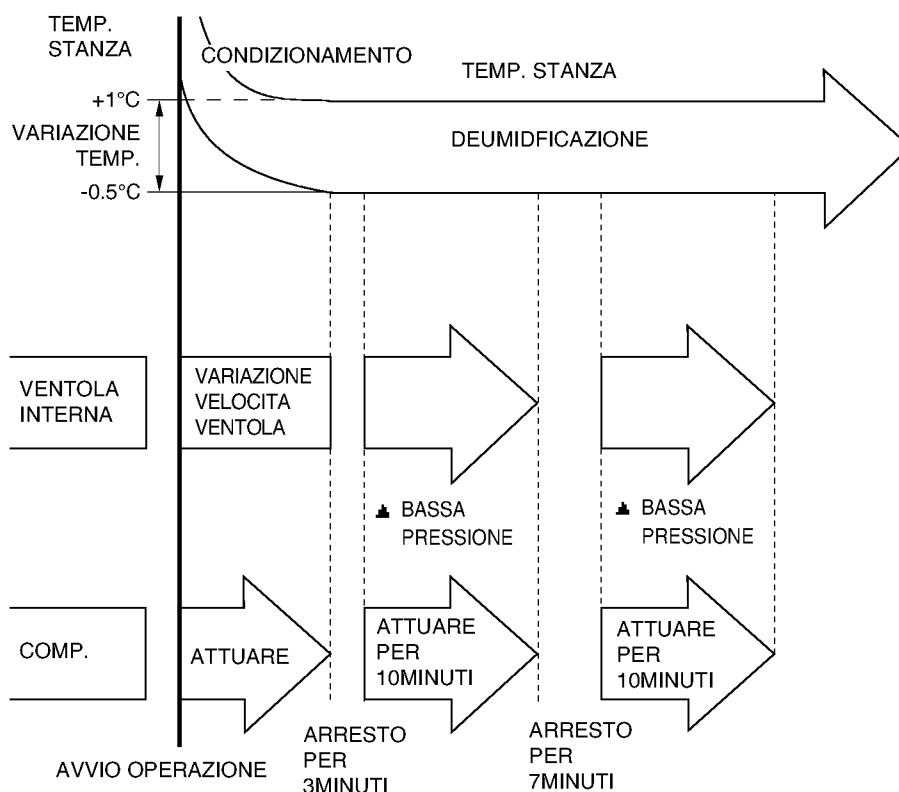 TEMP.
STANZA
CONDIZIONAMENTO
TEMP. STANZA
+1°C
VARIAZIONE
TEMP.
DEUMIDFICAZIONE
-0.5°C
VENTOLA
INTERNA
VARIAZIONE
VELOCITA
VENTOLA
BASSA
PRESSIONE
BASSA
PRESSIONE
COMP.
ATTUARE
ATTUARE
PER
10MINUTI
ATTUARE
PER
10MINUTI
AVVIO OPERAZIONE
ARRESTO
PER
3MINUTI
ARRESTO
PER
7MINUTI